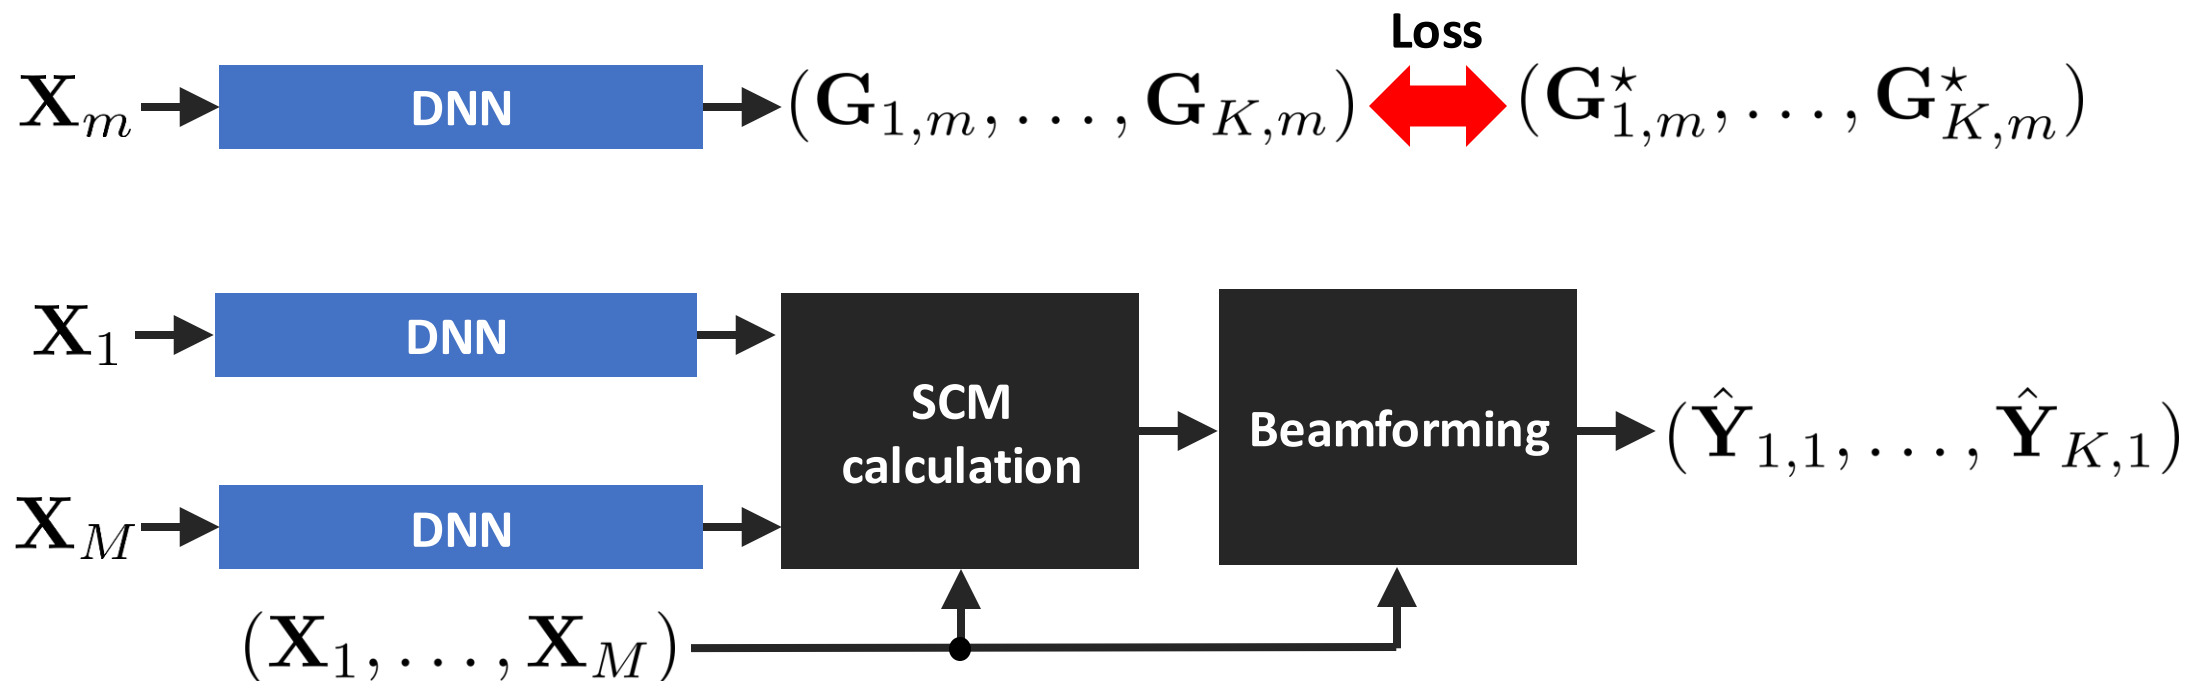 Loss
X_m DNN (G_{1,m}, . . . , G_{K,m}) (G^⋆_{1,m}, . . . , G^⋆_{K,m})
X_1 DNN
SCM
calculation
Beamforming
(Ŷ_{1,1}, . . . , Ŷ_{K,1})
X_M DNN
(X_1, . . . , X_M)